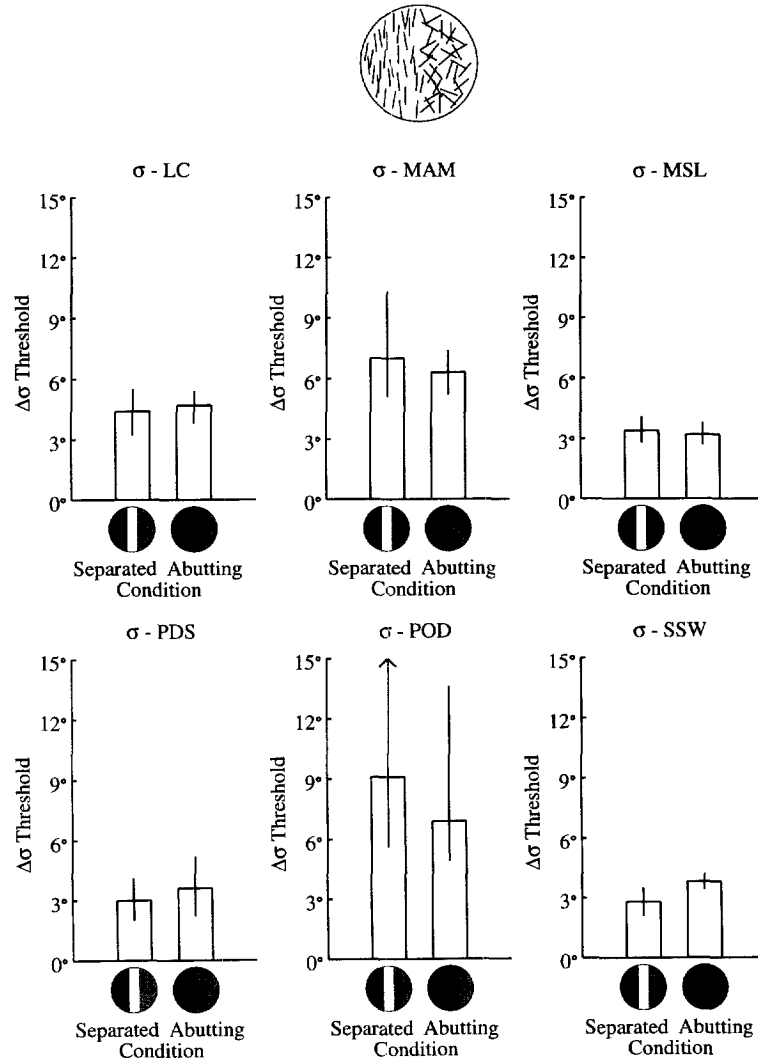 σ - LC
σ - MAM
σ - MSL
15°
12°
9°
6°
3°
0°
Δσ Threshold
15°
12°
9°
6°
3°
0°
Δσ Threshold
15°
12°
9°
6°
3°
0°
Δσ Threshold
Separated Abutting
Condition
Separated Abutting
Condition
Separated Abutting
Condition
σ - PDS
σ - POD
σ - SSW
15°
12°
9°
6°
3°
0°
Δσ Threshold
15°
12°
9°
6°
3°
0°
Δσ Threshold
15°
12°
9°
6°
3°
0°
Δσ Threshold
Separated Abutting
Condition
Separated Abutting
Condition
Separated Abutting
Condition